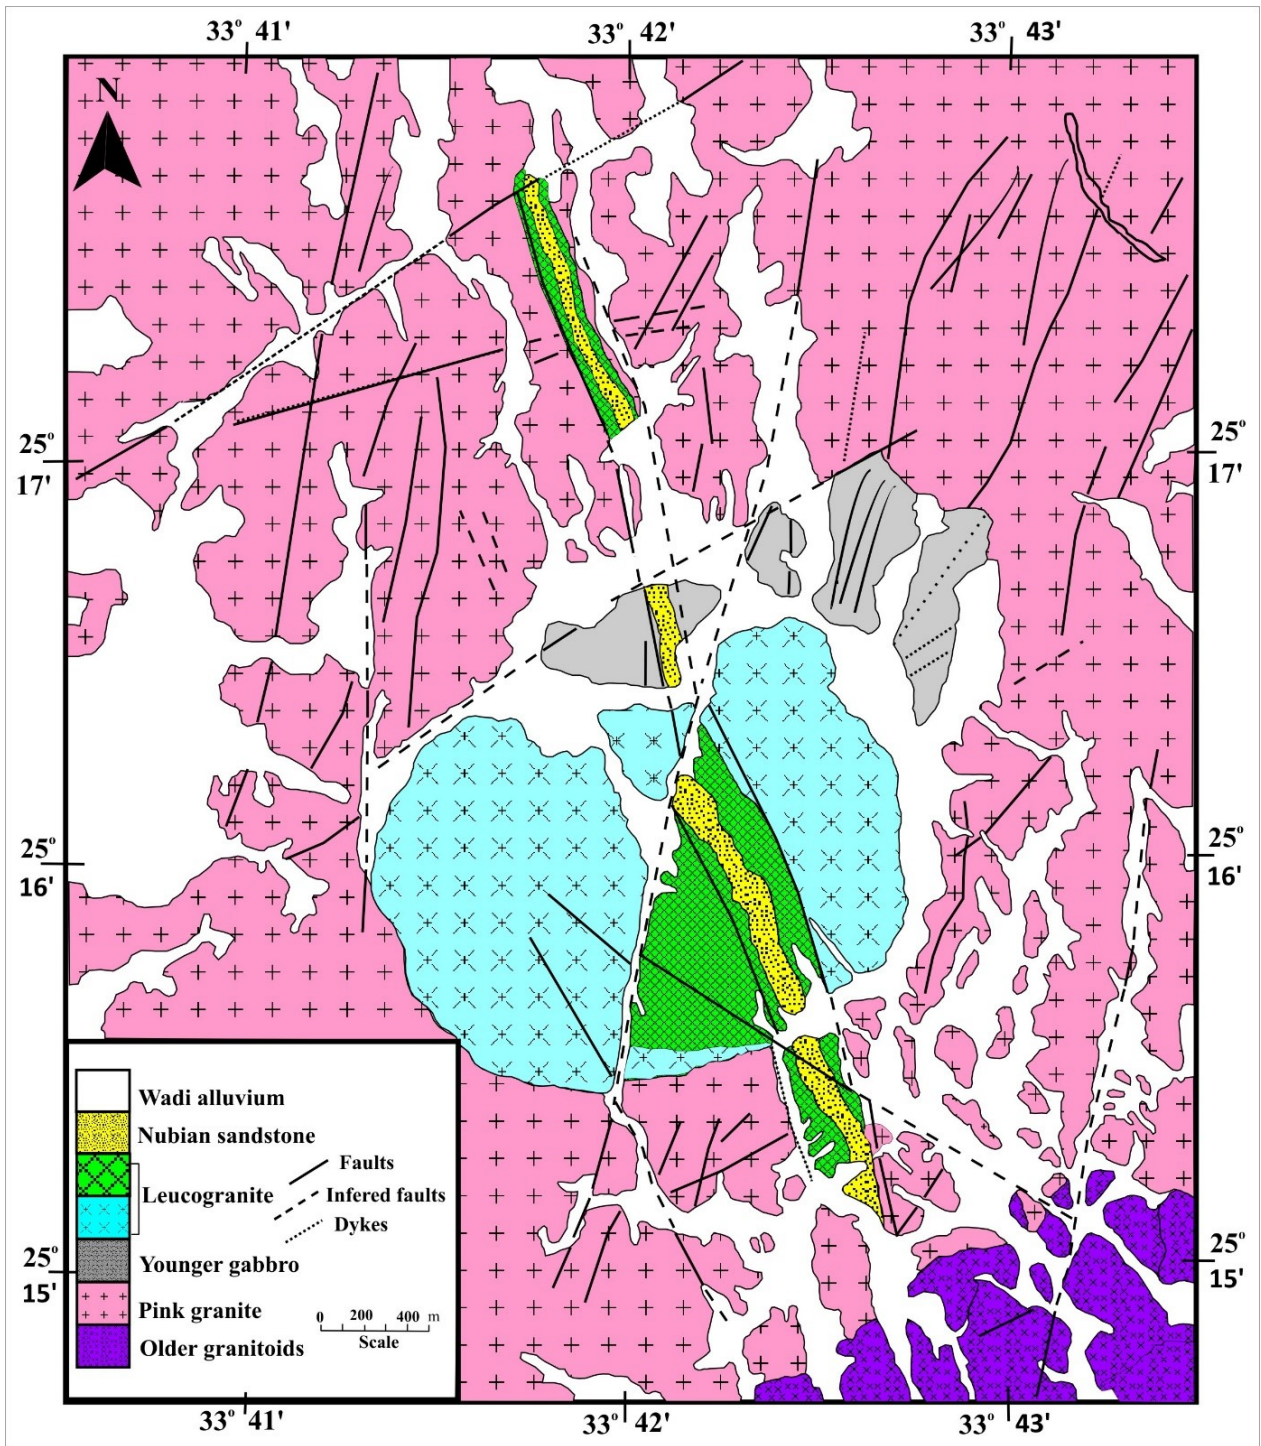 33° 41' 33° 42' 33° 43'
N
25° 17'
25° 17'
25° 16'
25° 16'
25° 15'
25° 15'
Wadi alluvium
Nubian sandstone
Leucogranite
Younger gabbro
Pink granite
Older granitoids
Faults
Infered faults
Dykes
0 200 400 m
Scale
33° 41' 33° 42' 33° 43'